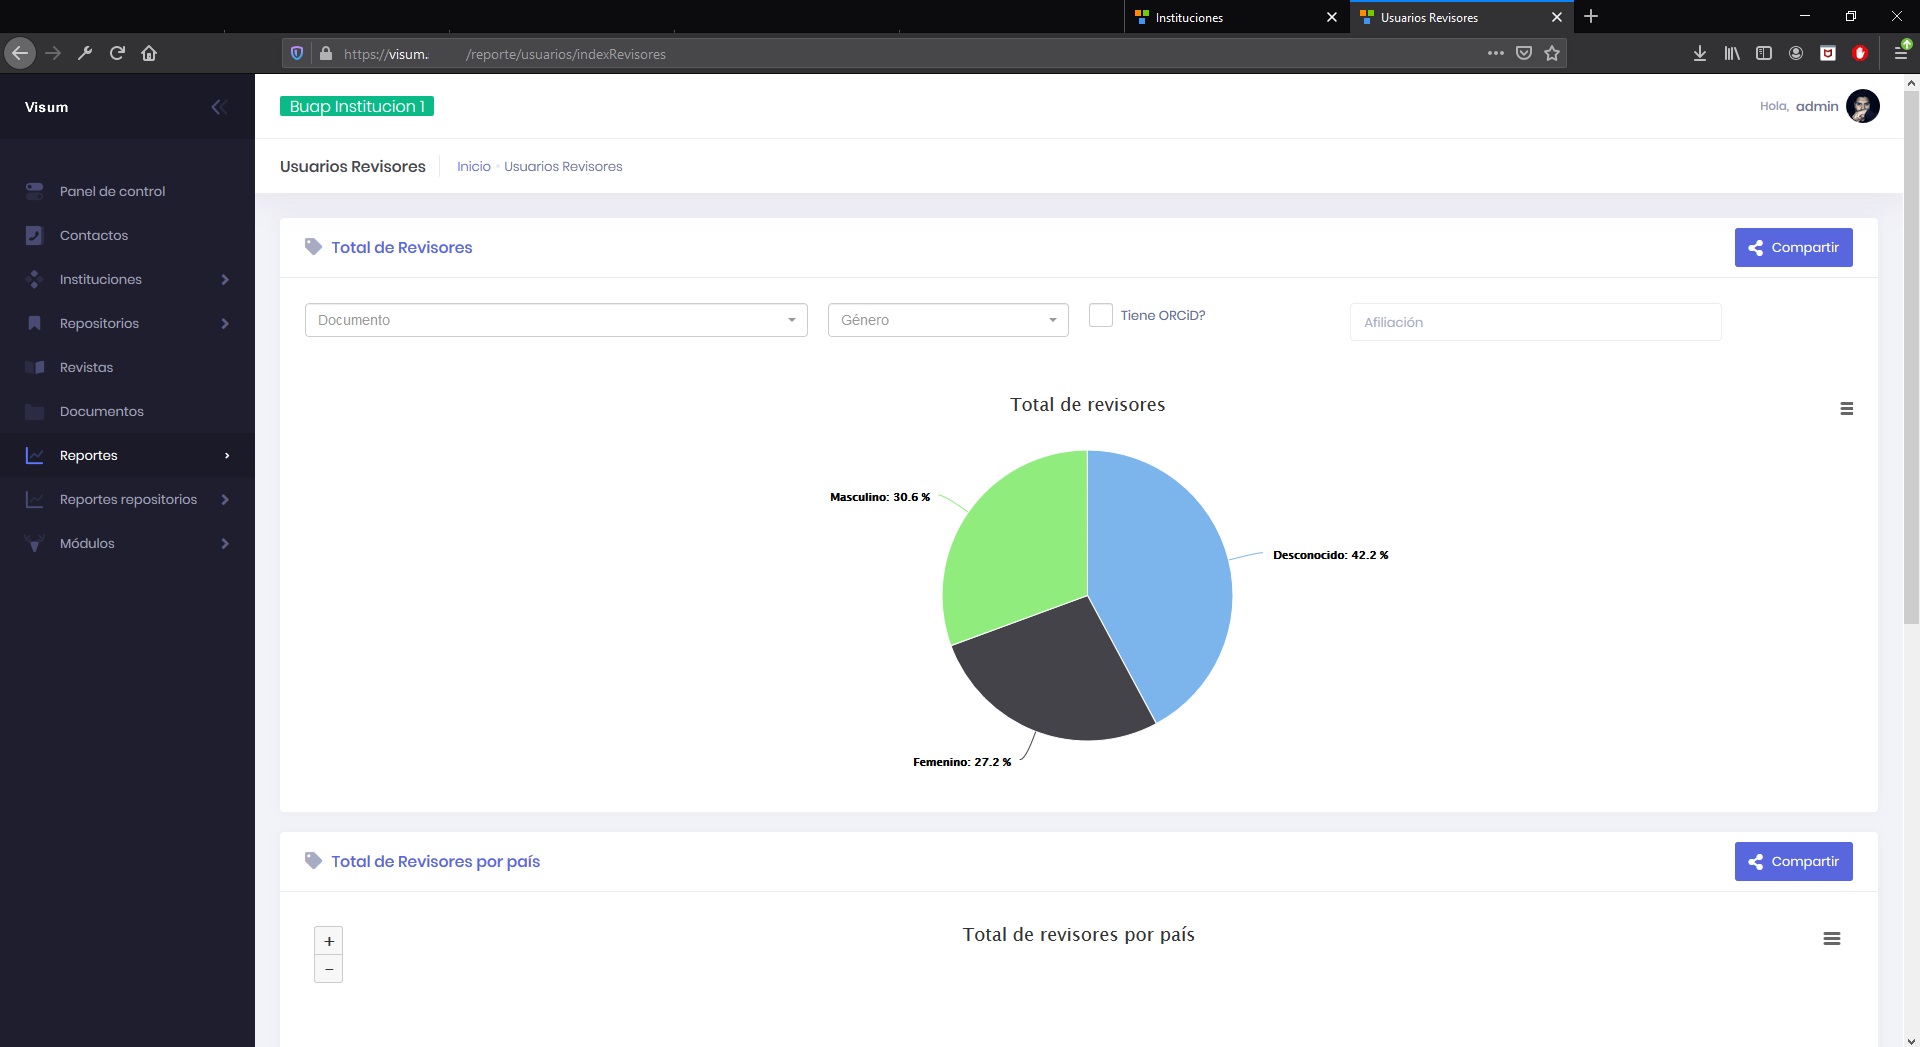 Instituciones
Usuarios Revisores
https://visum. /reporte/usuarios/indexRevisores
Visum
Buap Institucion 1
Hola, admin
Usuarios Revisores
Inicio • Usuarios Revisores
Panel de control
Contactos
Instituciones
Repositorios
Revistas
Documentos
Reportes
Reportes repositorios
Módulos
Total de Revisores
Compartir
Documento
Género
Tiene ORCiD?
Afiliación
Total de revisores
Masculino: 30.6 %
Desconocido: 42.2 %
Femenino: 27.2 %
Total de Revisores por país
Compartir
+
−
Total de revisores por país